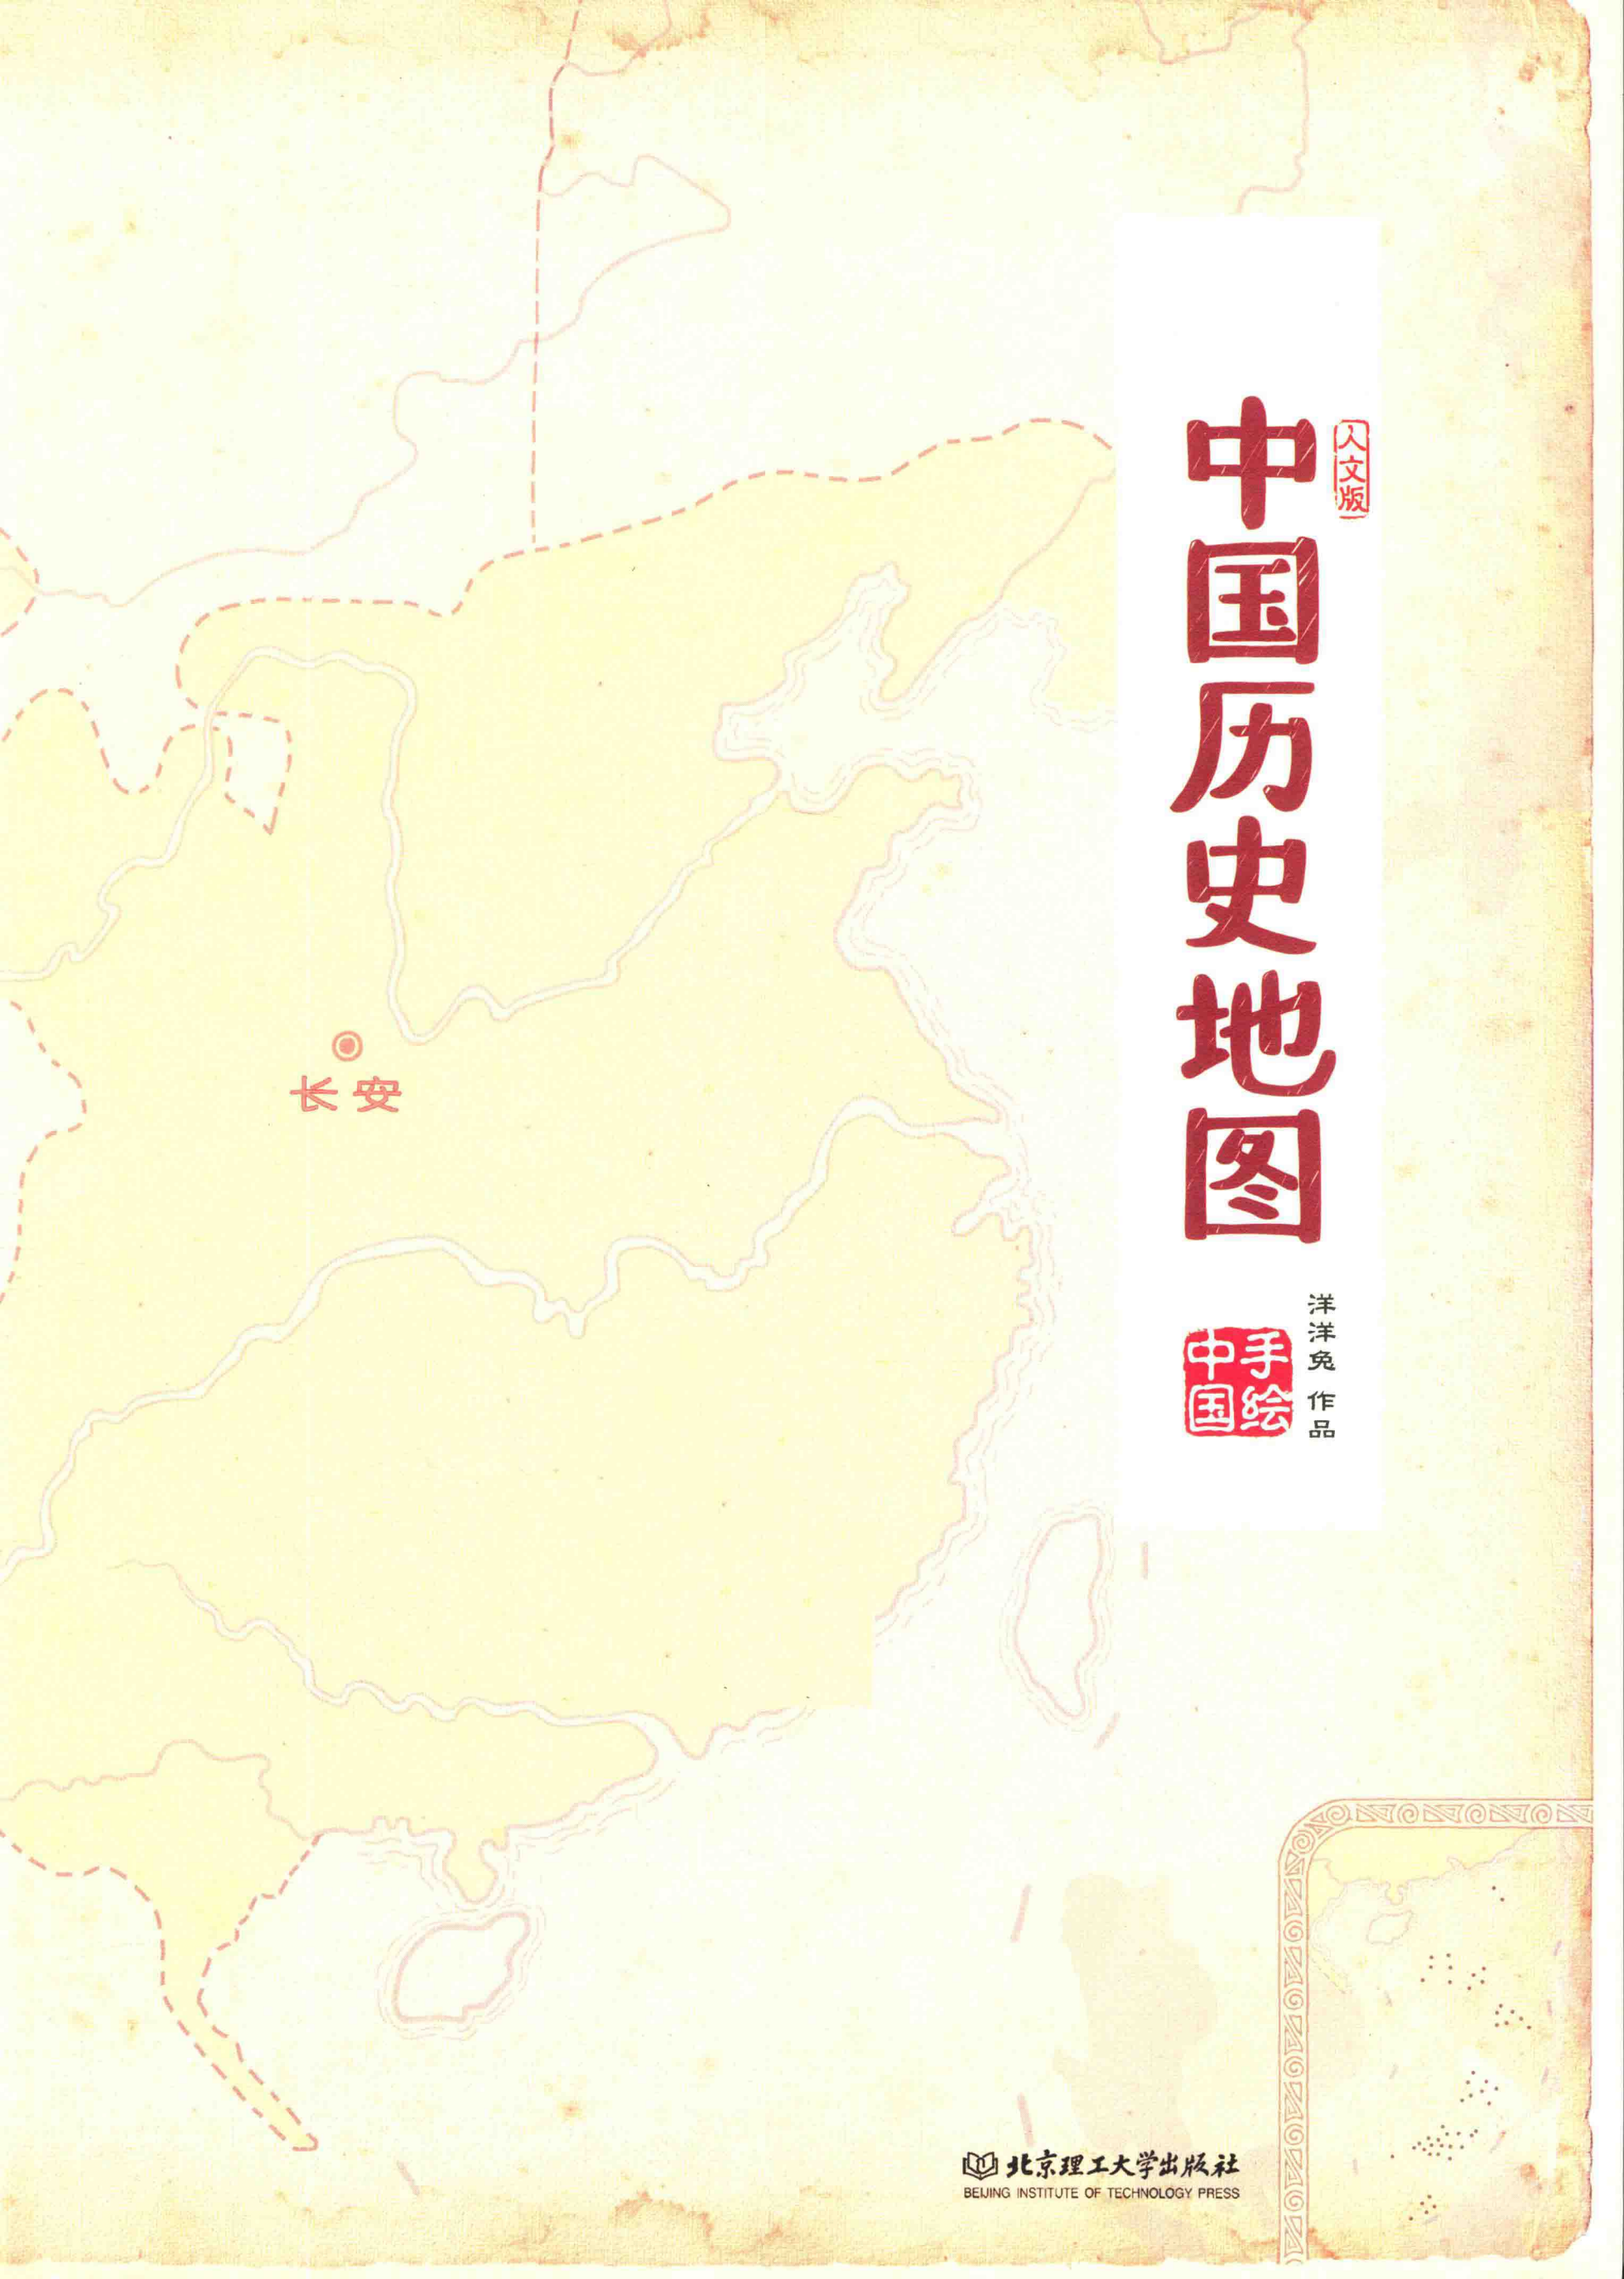 中国历史地图
人文版
洋洋兔 作品
手绘
中国
长安
北京理工大学出版社
BEIJING INSTITUTE OF TECHNOLOGY PRESS